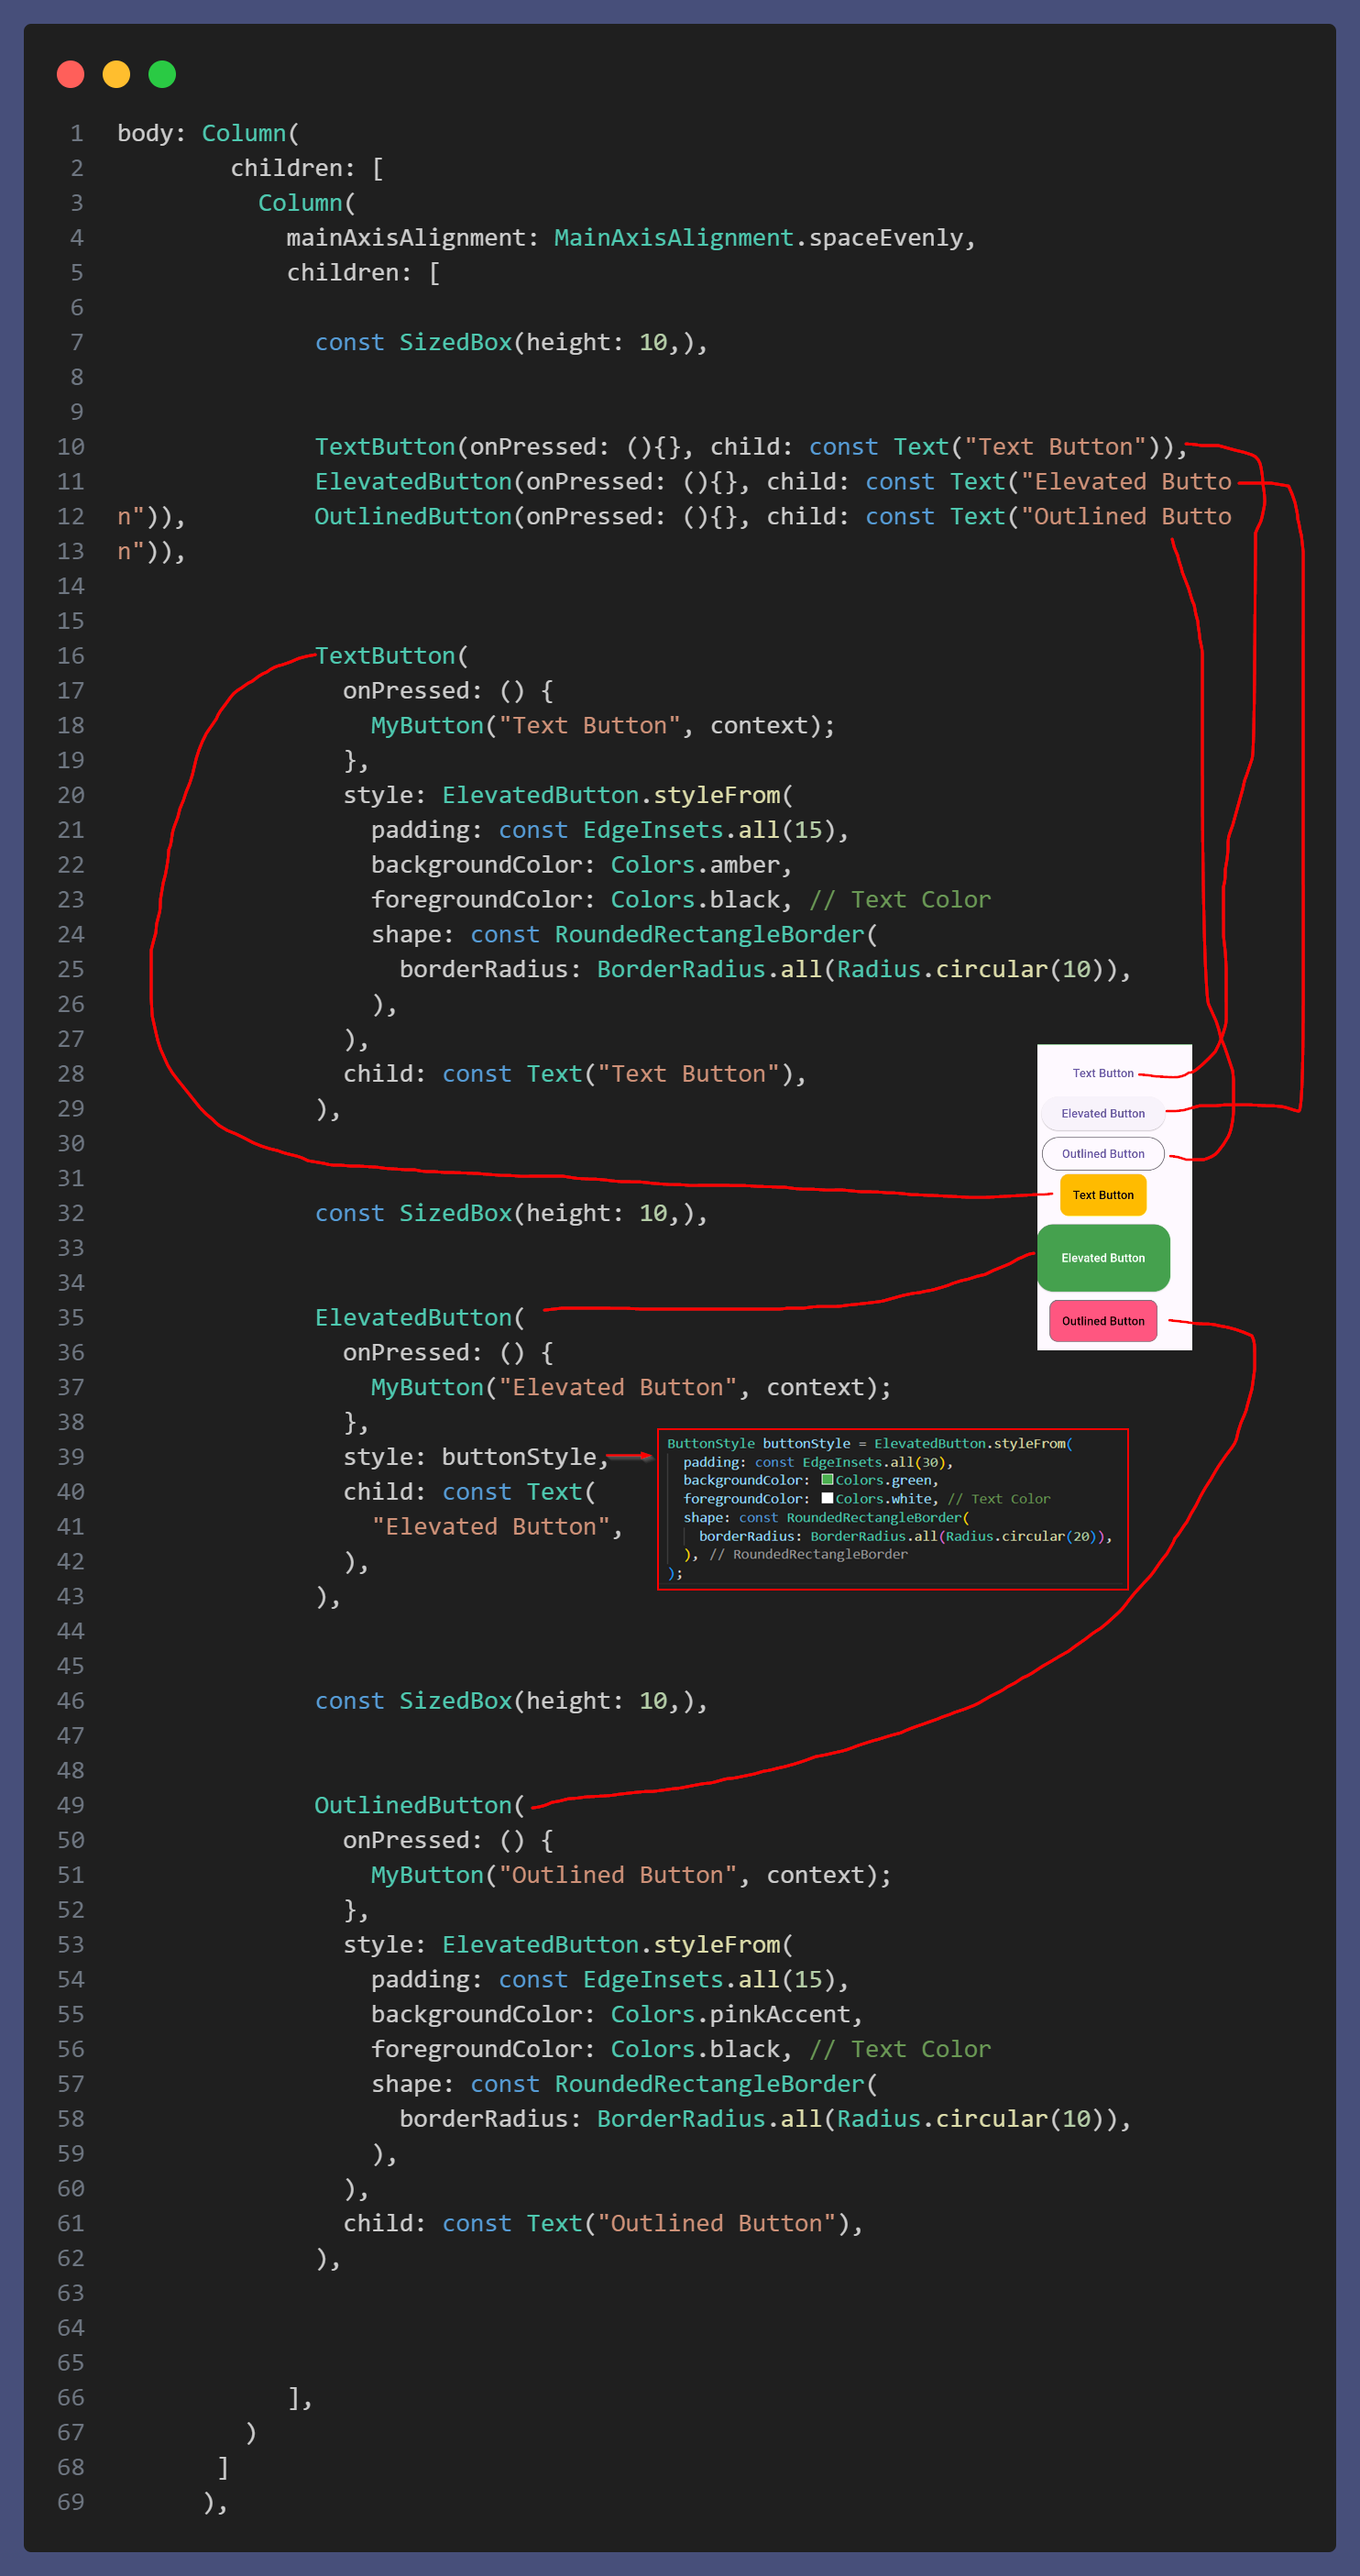 1 body: Column(
2 children: [
3 Column(
4 mainAxisAlignment: MainAxisAlignment.spaceEvenly,
5 children: [
6
7 const SizedBox(height: 10,),
8
9
10 TextButton(onPressed: (){}, child: const Text("Text Button")),
11 ElevatedButton(onPressed: (){}, child: const Text("Elevated Butto
12 n")), OutlinedButton(onPressed: (){}, child: const Text("Outlined Butto
13 n")),
14
15
16 TextButton(
17 onPressed: () {
18 MyButton("Text Button", context);
19 },
20 style: ElevatedButton.styleFrom(
21 padding: const EdgeInsets.all(15),
22 backgroundColor: Colors.amber,
23 foregroundColor: Colors.black, // Text Color
24 shape: const RoundedRectangleBorder(
25 borderRadius: BorderRadius.all(Radius.circular(10)),
26 ),
27 ),
28 child: const Text("Text Button"),
29 ),
30
31
32 const SizedBox(height: 10,),
33
34
35 ElevatedButton(
36 onPressed: () {
37 MyButton("Elevated Button", context);
38 },
39 style: buttonStyle,
40 child: const Text(
41 "Elevated Button",
42 ),
43 ),
44
45
46 const SizedBox(height: 10,),
47
48
49 OutlinedButton(
50 onPressed: () {
51 MyButton("Outlined Button", context);
52 },
53 style: ElevatedButton.styleFrom(
54 padding: const EdgeInsets.all(15),
55 backgroundColor: Colors.pinkAccent,
56 foregroundColor: Colors.black, // Text Color
57 shape: const RoundedRectangleBorder(
58 borderRadius: BorderRadius.all(Radius.circular(10)),
59 ),
60 ),
61 child: const Text("Outlined Button"),
62 ),
63
64
65
66 ],
67 )
68 ]
69 ),
Text Button
Elevated Button
Outlined Button
Text Button
Elevated Button
Outlined Button
ButtonStyle buttonStyle = ElevatedButton.styleFrom(
padding: const EdgeInsets.all(30),
backgroundColor: Colors.green,
foregroundColor: Colors.white, // Text Color
shape: const RoundedRectangleBorder(
borderRadius: BorderRadius.all(Radius.circular(20)),
), // RoundedRectangleBorder
);